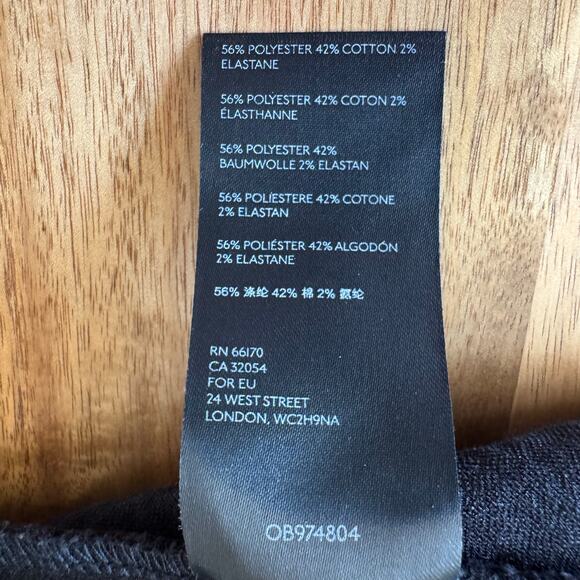 56% POLYESTER 42% COTTON 2%
ELASTANE
56% POLYESTER 42% COTON 2%
ÉLASTHANNE
56% POLYESTER 42%
BAUMWOLLE 2% ELASTAN
56% POLIESTERE 42% COTONE
2% ELASTAN
56% POLIÉSTER 42% ALGODÓN
2% ELASTANE
56% 涤纶 42% 棉 2% 氨纶
RN 66170
CA 32054
FOR EU
24 WEST STREET
LONDON, WC2H9NA
OB974804